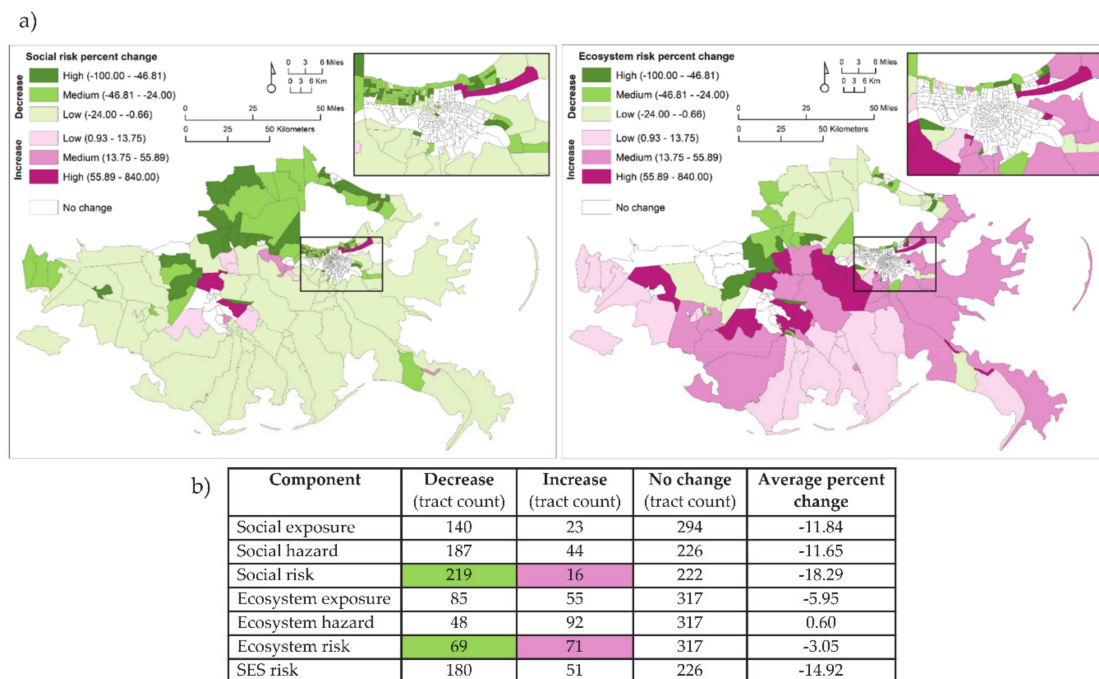 a)
Social risk percent change
Decrease
High (-100.00 - -46.81)
Medium (-46.81 - -24.00)
Low (-24.00 - -0.66)
Increase
Low (0.93 - 13.75)
Medium (13.75 - 55.89)
High (55.89 - 840.00)
No change
0 3 6 Miles
0 3 6 Km
0 25 50 Miles
0 25 50 Kilometers
Ecosystem risk percent change
Decrease
High (-100.00 - -46.81)
Medium (-46.81 - -24.00)
Low (-24.00 - -0.66)
Increase
Low (0.93 - 13.75)
Medium (13.75 - 55.89)
High (55.89 - 840.00)
No change
0 3 6 Miles
0 3 6 Km
0 25 50 Miles
0 25 50 Kilometers
b)
Component Decrease (tract count) Increase (tract count) No change (tract count) Average percent change
Social exposure 140 23 294 -11.84
Social hazard 187 44 226 -11.65
Social risk 219 16 222 -18.29
Ecosystem exposure 85 55 317 -5.95
Ecosystem hazard 48 92 317 0.60
Ecosystem risk 69 71 317 -3.05
SES risk 180 51 226 -14.92